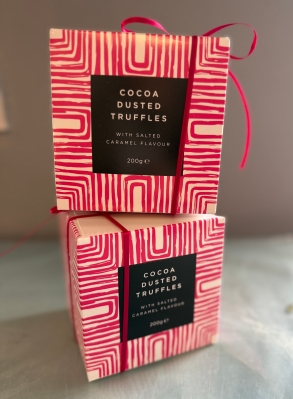 COCOA
DUSTED
TRUFFLES
WITH SALTED
CARAMEL FLAVOUR
200g℮
COCOA
DUSTED
TRUFFLES
WITH SALTED
CARAMEL FLAVOUR
200g℮